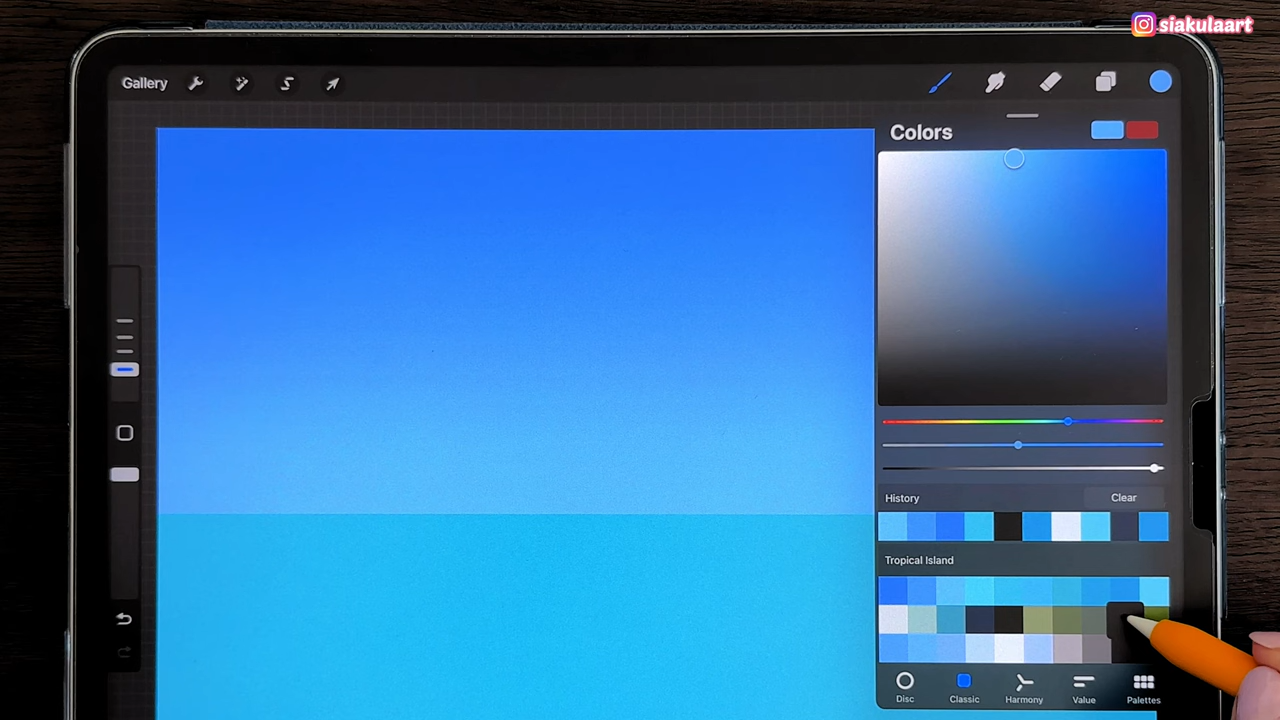 siakulaart
Gallery
Colors
History
Clear
Tropical Island
Disc
Classic
Harmony
Value
Palettes